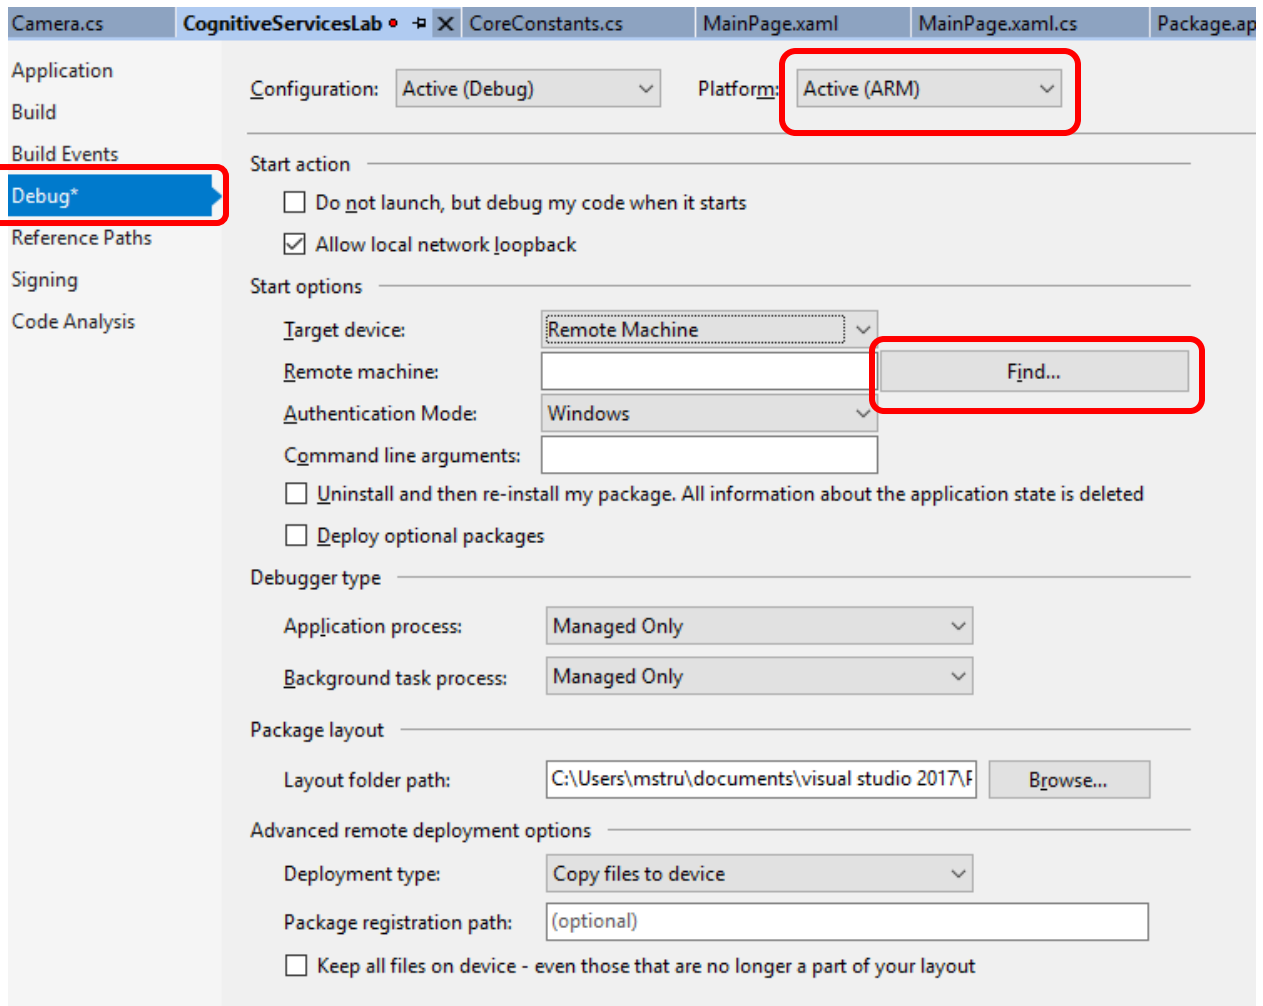 Camera.cs CognitiveServicesLab CoreConstants.cs MainPage.xaml MainPage.xaml.cs Package.ap
Application
Build
Build Events
Debug*
Reference Paths
Signing
Code Analysis
Configuration: Active (Debug) Platform: Active (ARM)
Start action
Do not launch, but debug my code when it starts
Allow local network loopback
Start options
Target device: Remote Machine
Remote machine: Find...
Authentication Mode: Windows
Command line arguments:
Uninstall and then re-install my package. All information about the application state is deleted
Deploy optional packages
Debugger type
Application process: Managed Only
Background task process: Managed Only
Package layout
Layout folder path: C:\Users\mstru\documents\visual studio 2017\P Browse...
Advanced remote deployment options
Deployment type: Copy files to device
Package registration path: (optional)
Keep all files on device - even those that are no longer a part of your layout